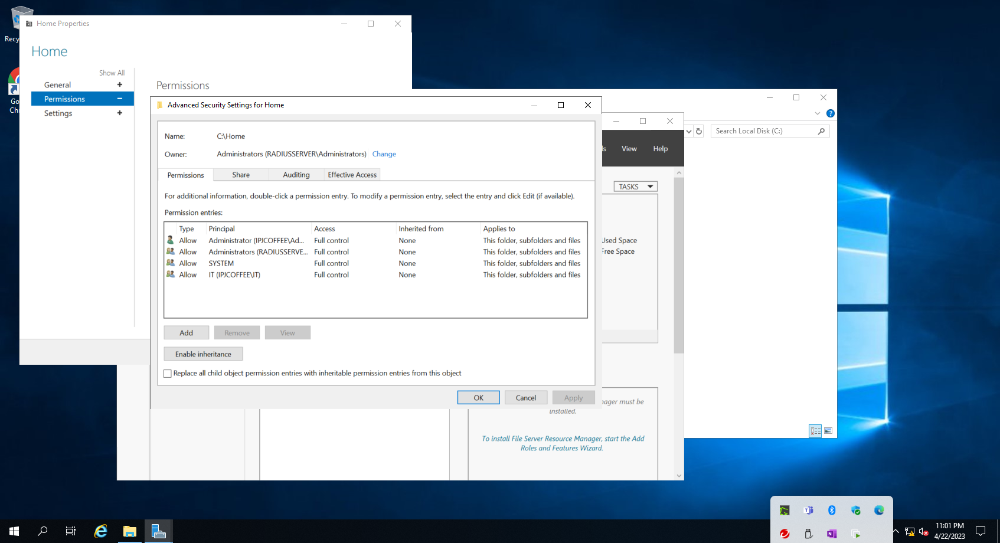 Recy
Go
Chr
Home Properties
Home
Show All
General
Permissions
Settings
Permissions
Advanced Security Settings for Home
Name: C:\Home
Owner: Administrators (RADIUSSERVER\Administrators) Change
Permissions Share Auditing Effective Access
For additional information, double-click a permission entry. To modify a permission entry, select the entry and click Edit (if available).
Permission entries:
Type Principal Access Inherited from Applies to
Allow Administrator (IPJCOFFEE\Ad... Full control None This folder, subfolders and files
Allow Administrators (RADIUSSERVE... Full control None This folder, subfolders and files
Allow SYSTEM Full control None This folder, subfolders and files
Allow IT (IPJCOFFEE\IT) Full control None This folder, subfolders and files
Add Remove View
Enable inheritance
Replace all child object permission entries with inheritable permission entries from this object
OK Cancel Apply
ls View Help
TASKS
Used Space
Free Space
nager must be
installed.
To install File Server Resource Manager, start the Add
Roles and Features Wizard.
Search Local Disk (C:)
11:01 PM
4/22/2023